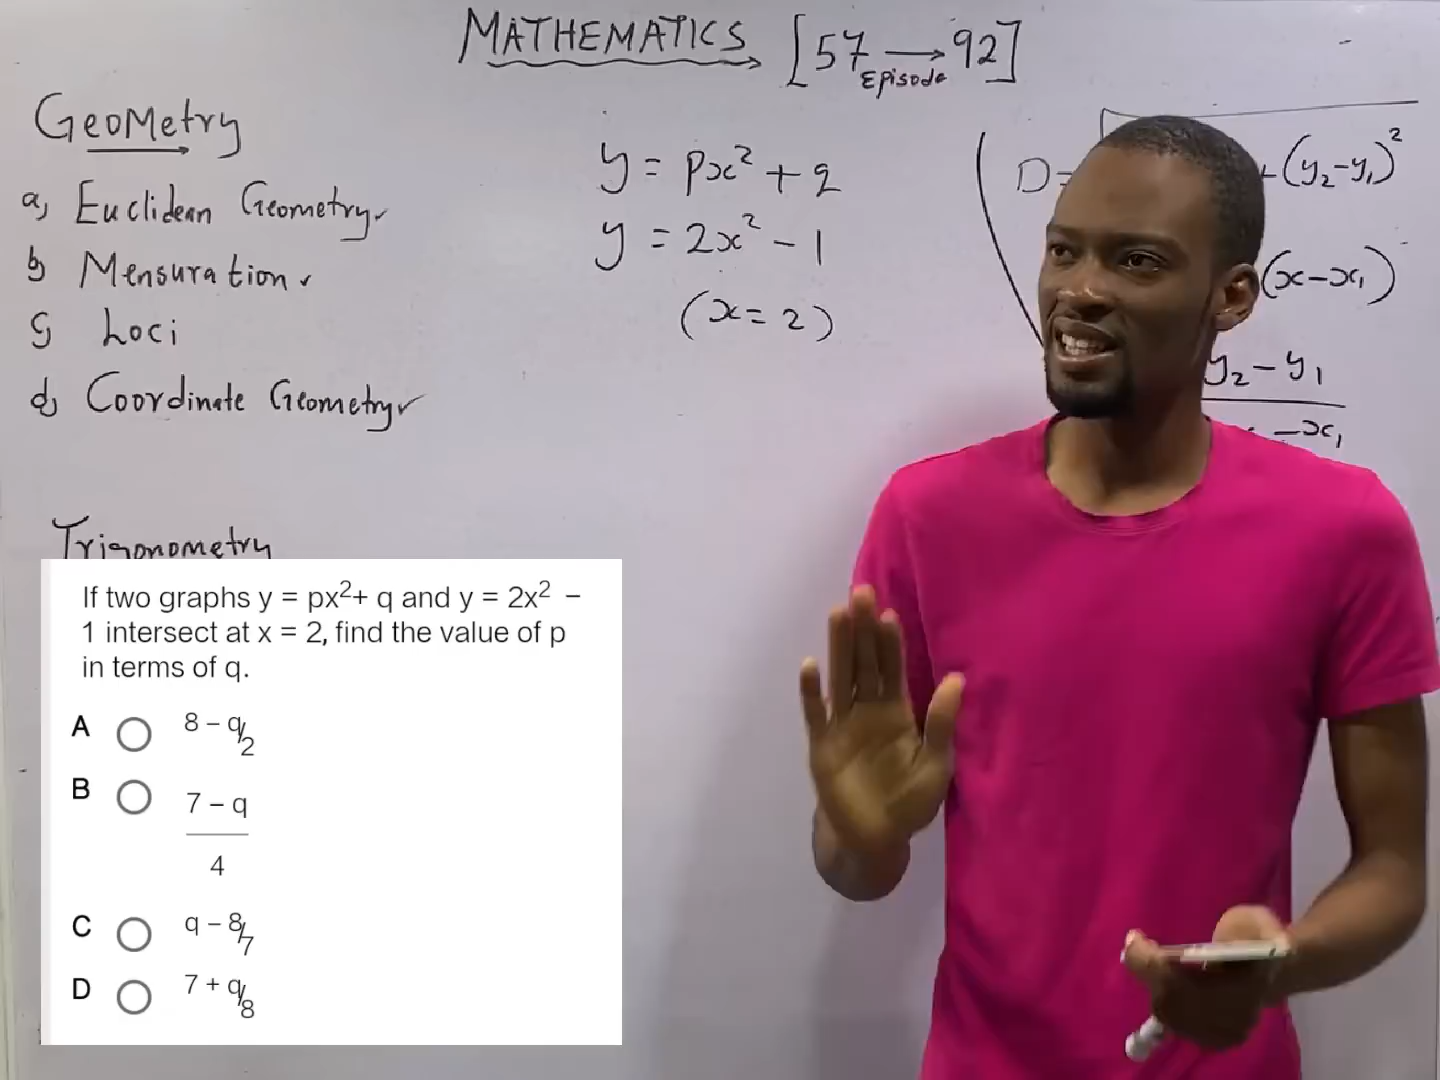 MATHEMATICS [57 → 92]
Episode
Geometry
a) Euclidean Geometry
b) Mensuration
c) Loci
d) Coordinate Geometry
Trigonometry
y = px² + q
y = 2x² - 1
(x = 2)
D= +(y₂-y₁)²
(x-x₁)
y₂-y₁
-x₁
If two graphs y = px²+ q and y = 2x² −
1 intersect at x = 2, find the value of p
in terms of q.
A 8 − q/2
B 7 − q
4
C q − 8/7
D 7 + q/8